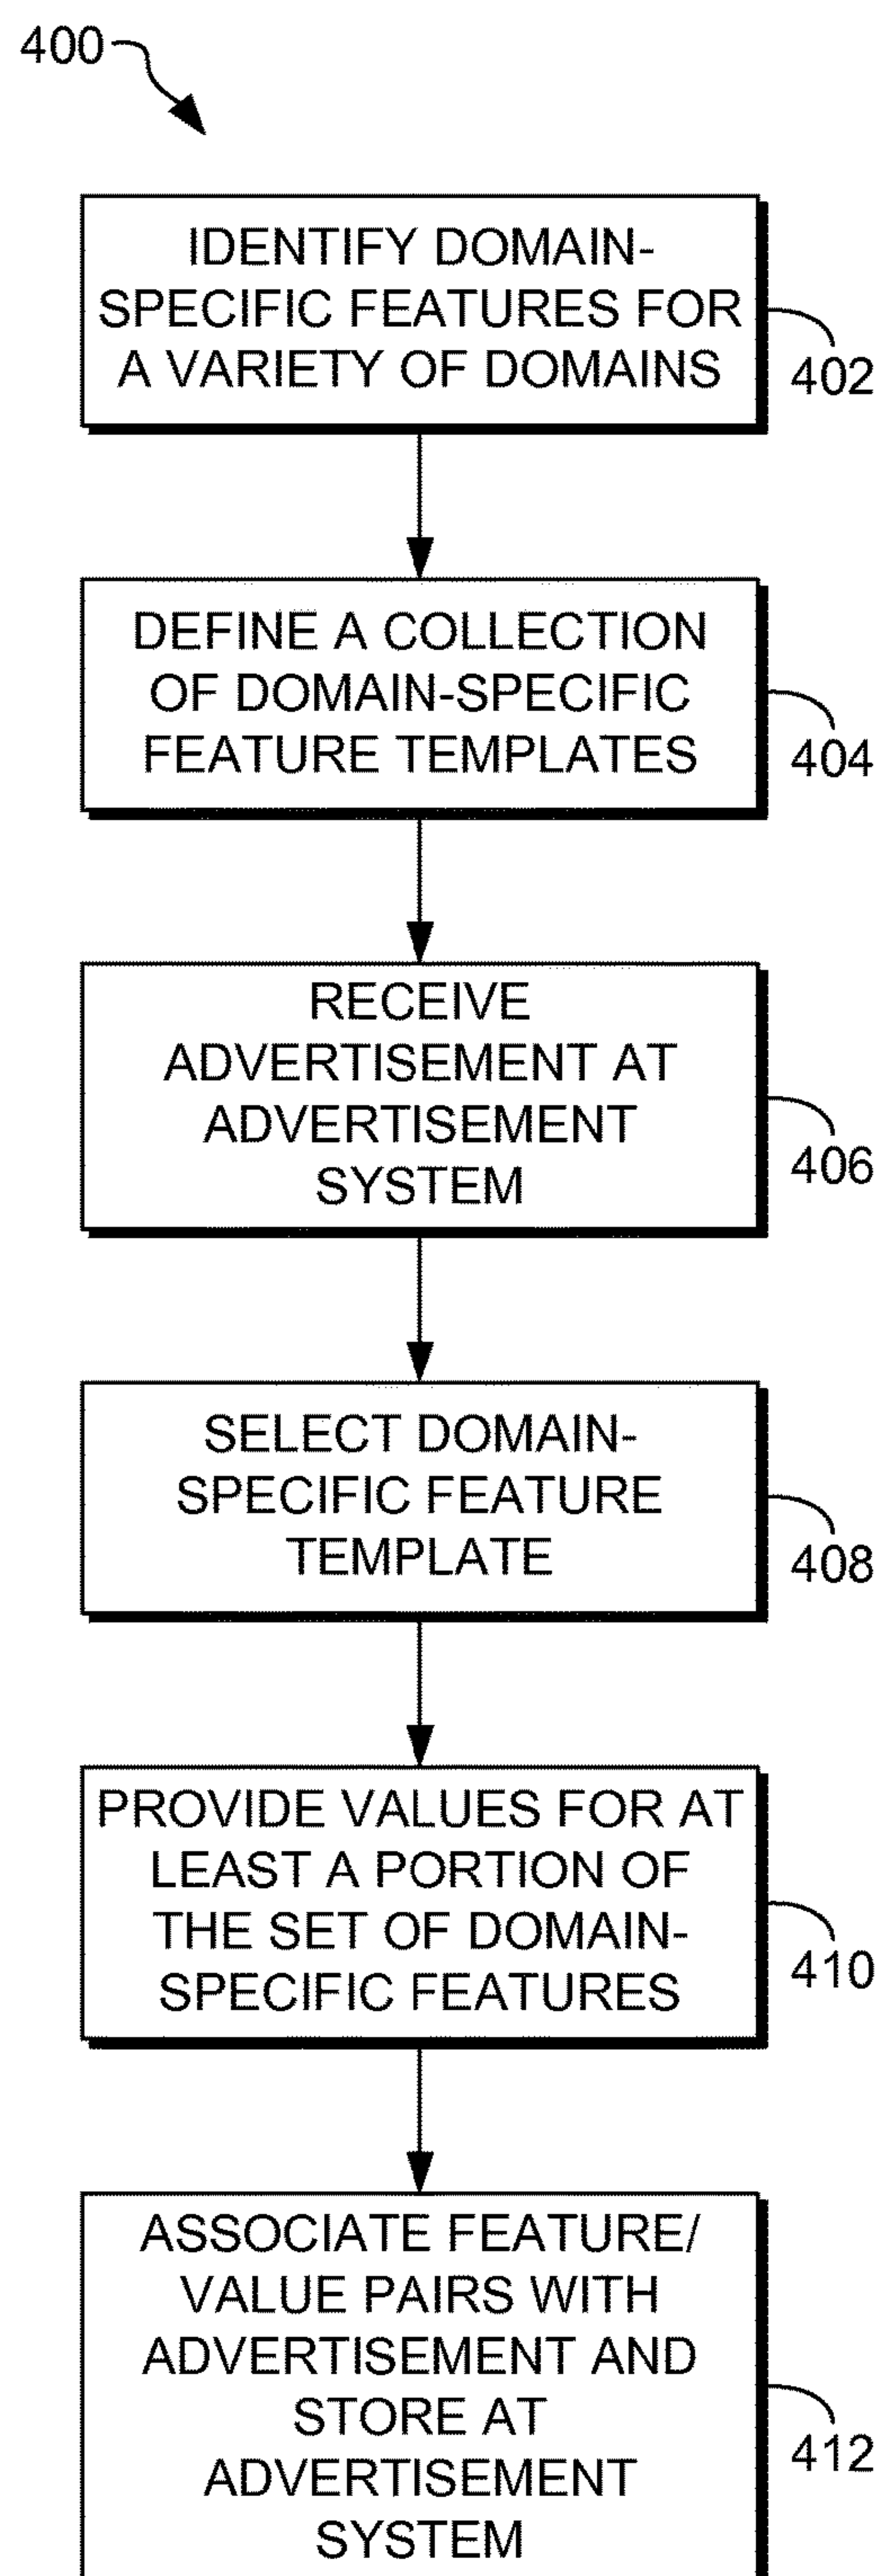 400
IDENTIFY DOMAIN-
SPECIFIC FEATURES FOR
A VARIETY OF DOMAINS
402
DEFINE A COLLECTION
OF DOMAIN-SPECIFIC
FEATURE TEMPLATES
404
RECEIVE
ADVERTISEMENT AT
ADVERTISEMENT
SYSTEM
406
SELECT DOMAIN-
SPECIFIC FEATURE
TEMPLATE
408
PROVIDE VALUES FOR AT
LEAST A PORTION OF
THE SET OF DOMAIN-
SPECIFIC FEATURES
410
ASSOCIATE FEATURE/
VALUE PAIRS WITH
ADVERTISEMENT AND
STORE AT
ADVERTISEMENT
SYSTEM
412